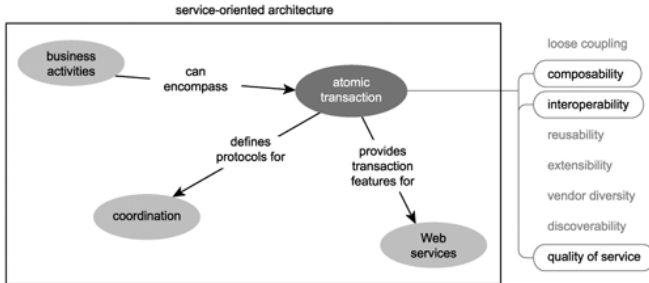 service-oriented architecture
business
activities
can
encompass
atomic
transaction
defines
protocols for
provides
transaction
features for
coordination
Web
services
loose coupling
composability
interoperability
reusability
extensibility
vendor diversity
discoverability
quality of service